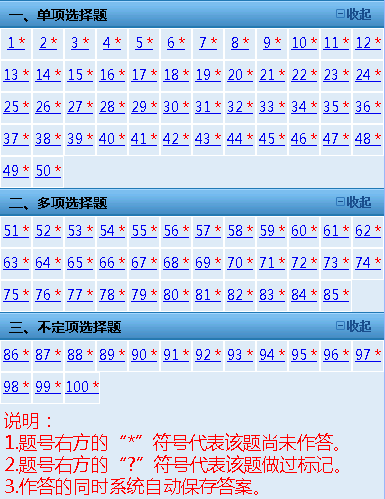 一、单项选择题 收起
1 * 2 * 3 * 4 * 5 * 6 * 7 * 8 * 9 * 10 * 11 * 12 *
13 * 14 * 15 * 16 * 17 * 18 * 19 * 20 * 21 * 22 * 23 * 24 *
25 * 26 * 27 * 28 * 29 * 30 * 31 * 32 * 33 * 34 * 35 * 36 *
37 * 38 * 39 * 40 * 41 * 42 * 43 * 44 * 45 * 46 * 47 * 48 *
49 * 50 *
二、多项选择题 收起
51 * 52 * 53 * 54 * 55 * 56 * 57 * 58 * 59 * 60 * 61 * 62 *
63 * 64 * 65 * 66 * 67 * 68 * 69 * 70 * 71 * 72 * 73 * 74 *
75 * 76 * 77 * 78 * 79 * 80 * 81 * 82 * 83 * 84 * 85 *
三、不定项选择题 收起
86 * 87 * 88 * 89 * 90 * 91 * 92 * 93 * 94 * 95 * 96 * 97 *
98 * 99 * 100 *
说明：
1.题号右方的“*”符号代表该题尚未作答。
2.题号右方的“?”符号代表该题做过标记。
3.作答的同时系统自动保存答案。